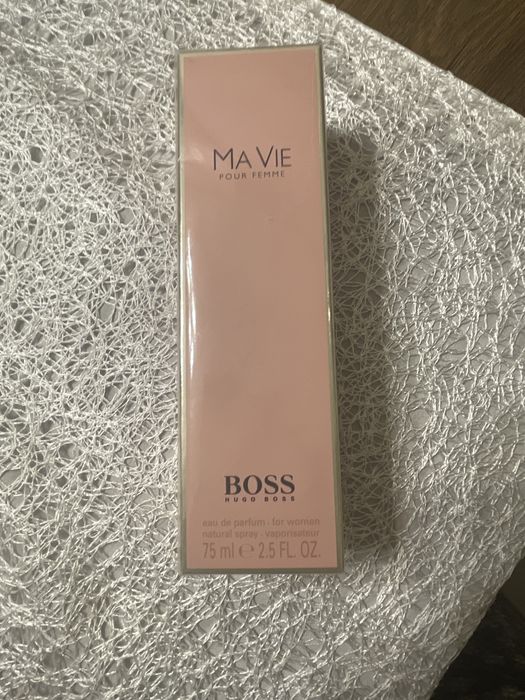 MA VIE
POUR FEMME
BOSS
HUGO BOSS
eau de parfum · for women
natural spray · vaporisateur
75 ml ℮ 2.5 FL. OZ.